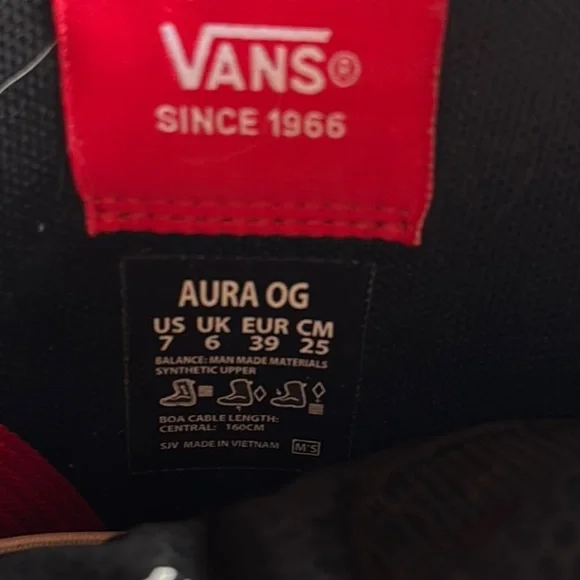 VANS®
SINCE 1966
AURA OG
US UK EUR CM
7 6 39 25
BALANCE: MAN MADE MATERIALS
SYNTHETIC UPPER
BOA CABLE LENGTH:
CENTRAL: 160CM
SJV MADE IN VIETNAM M'S